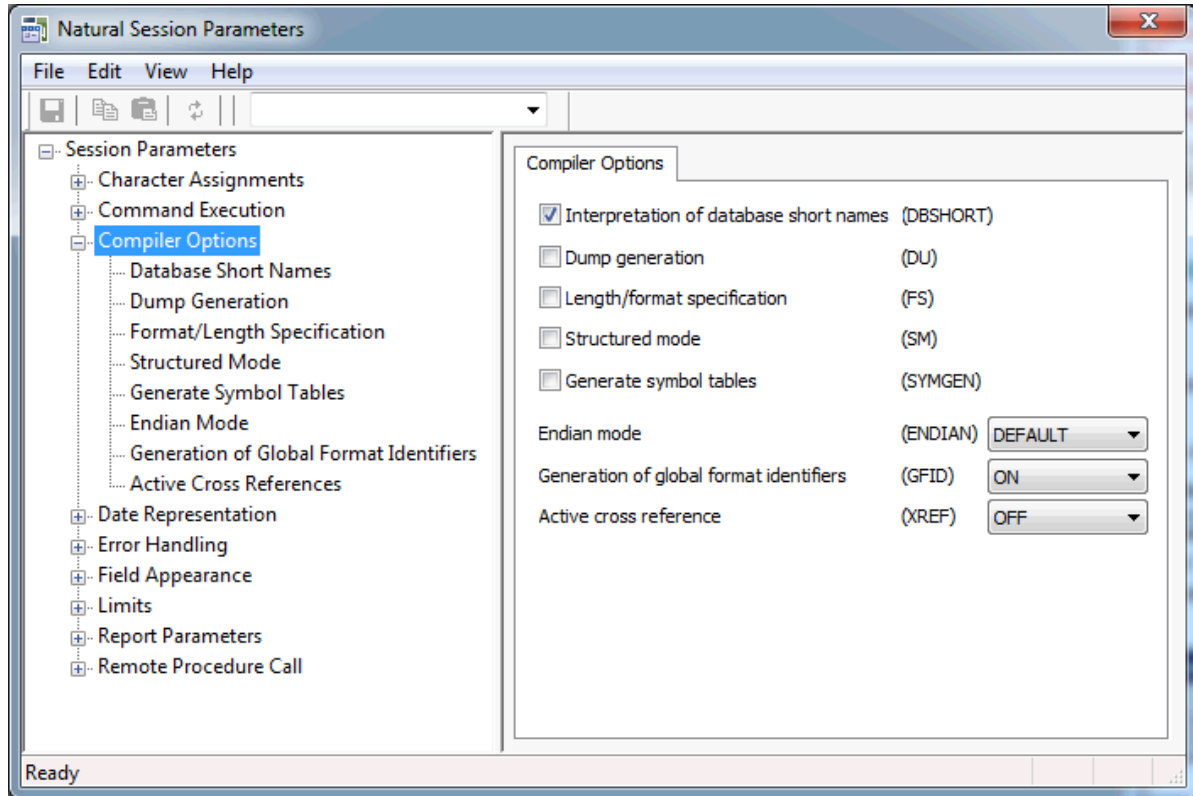 Natural Session Parameters
File Edit View Help
Session Parameters
Character Assignments
Command Execution
Compiler Options
Database Short Names
Dump Generation
Format/Length Specification
Structured Mode
Generate Symbol Tables
Endian Mode
Generation of Global Format Identifiers
Active Cross References
Date Representation
Error Handling
Field Appearance
Limits
Report Parameters
Remote Procedure Call
Compiler Options
Interpretation of database short names (DBSHORT)
Dump generation (DU)
Length/format specification (FS)
Structured mode (SM)
Generate symbol tables (SYMGEN)
Endian mode (ENDIAN) DEFAULT
Generation of global format identifiers (GFID) ON
Active cross reference (XREF) OFF
Ready